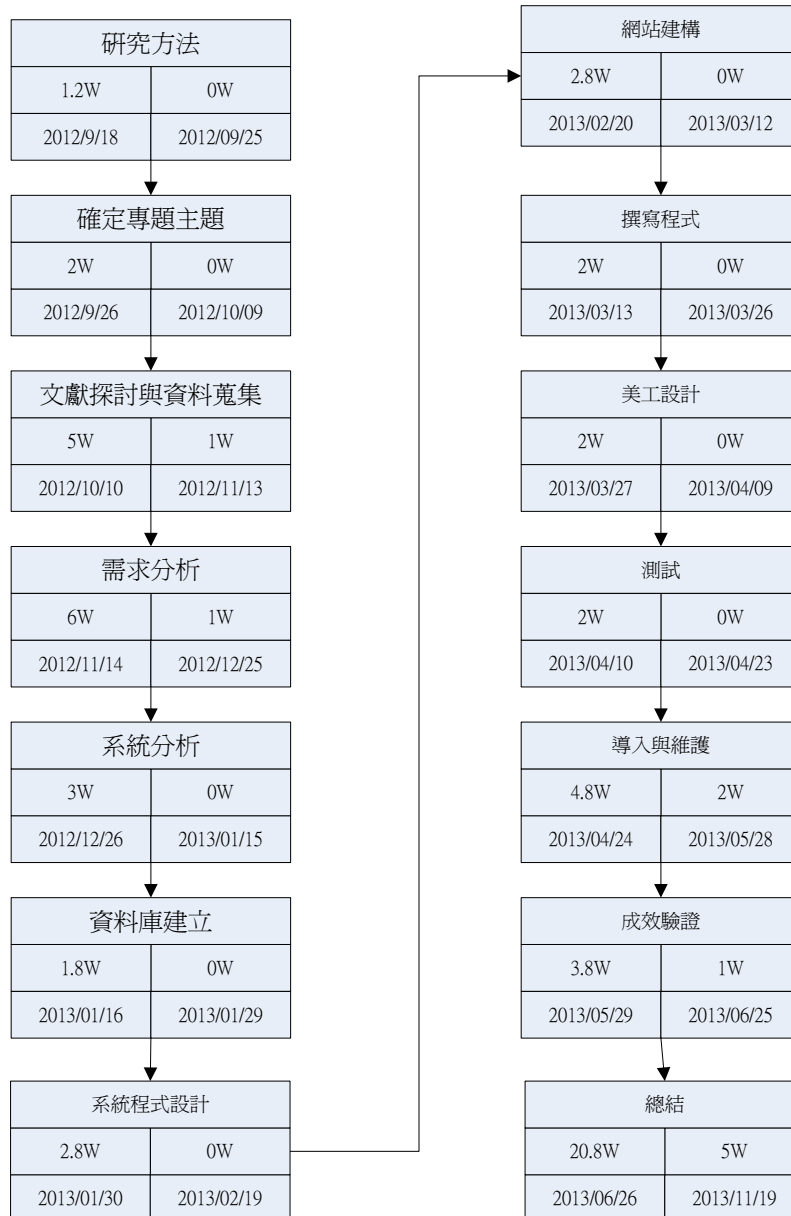 研究方法
1.2W 0W
2012/9/18 2012/09/25
確定專題主題
2W 0W
2012/9/26 2012/10/09
文獻探討與資料蒐集
5W 1W
2012/10/10 2012/11/13
需求分析
6W 1W
2012/11/14 2012/12/25
系統分析
3W 0W
2012/12/26 2013/01/15
資料庫建立
1.8W 0W
2013/01/16 2013/01/29
系統程式設計
2.8W 0W
2013/01/30 2013/02/19
網站建構
2.8W 0W
2013/02/20 2013/03/12
撰寫程式
2W 0W
2013/03/13 2013/03/26
美工設計
2W 0W
2013/03/27 2013/04/09
測試
2W 0W
2013/04/10 2013/04/23
導入與維護
4.8W 2W
2013/04/24 2013/05/28
成效驗證
3.8W 1W
2013/05/29 2013/06/25
總結
20.8W 5W
2013/06/26 2013/11/19